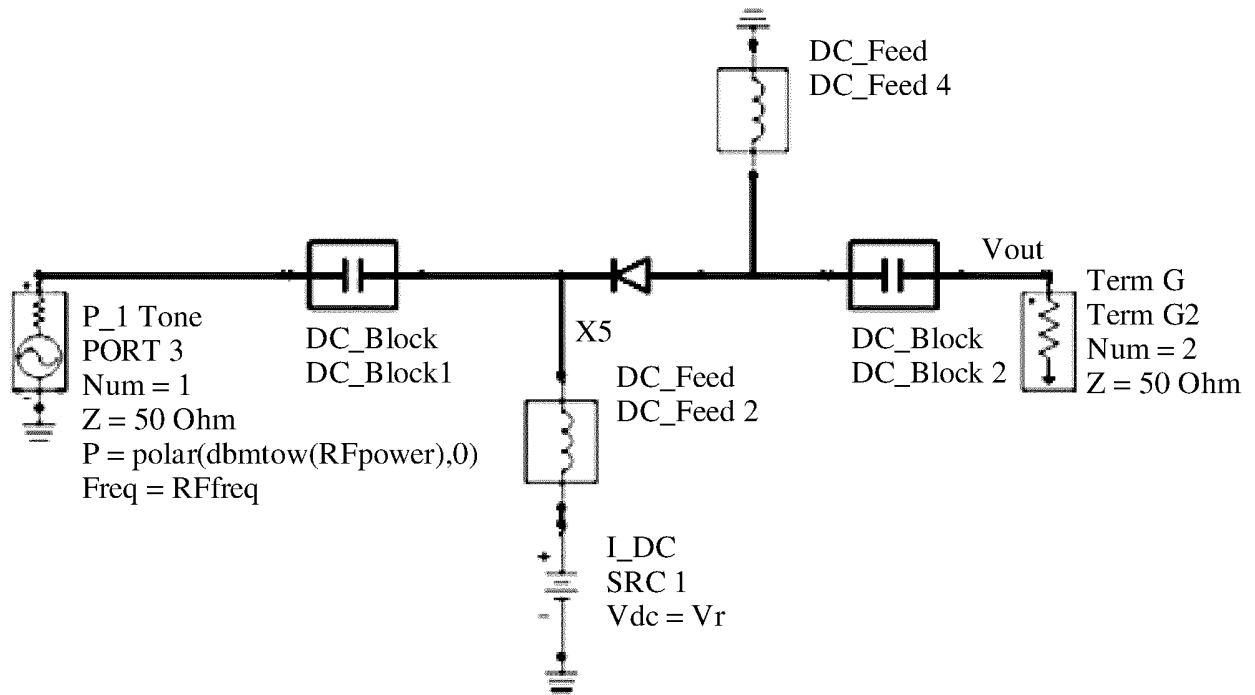 DC_Feed
DC_Feed 4
Vout
P_1 Tone
PORT 3
Num = 1
Z = 50 Ohm
P = polar(dbmtow(RFpower),0)
Freq = RFfreq
DC_Block
DC_Block1
X5
DC_Feed
DC_Feed 2
DC_Block
DC_Block 2
Term G
Term G2
Num = 2
Z = 50 Ohm
I_DC
SRC 1
Vdc = Vr